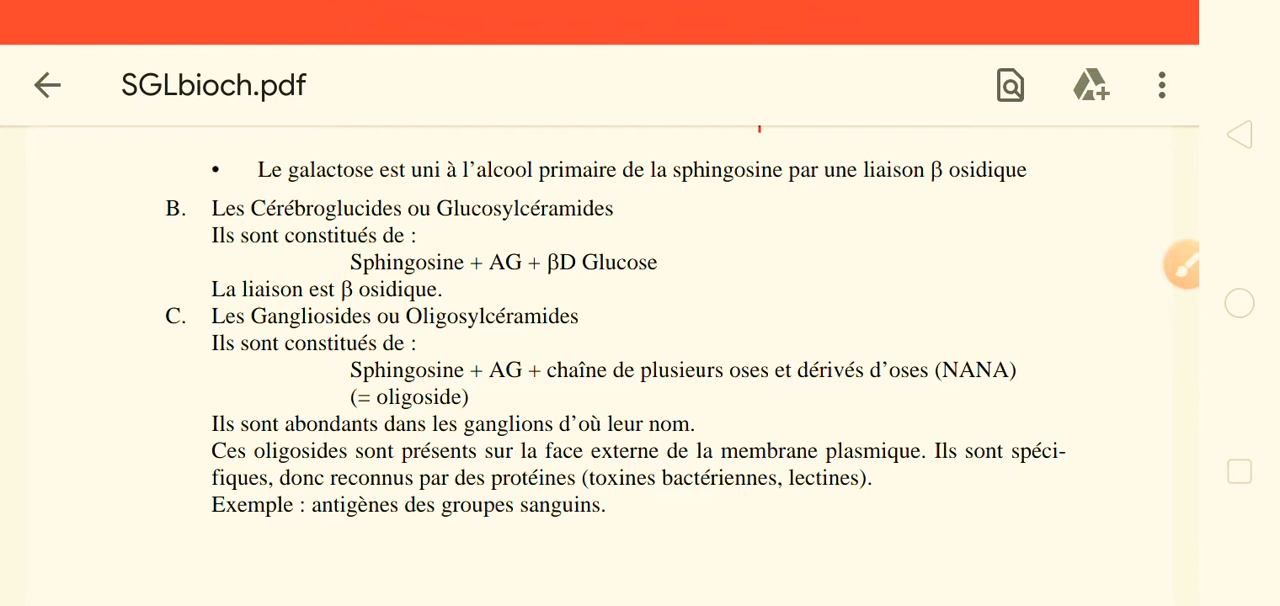 SGLbioch.pdf
• Le galactose est uni à l’alcool primaire de la sphingosine par une liaison β osidique
B. Les Cérébroglucides ou Glucosylcéramides
Ils sont constitués de :
Sphingosine + AG + βD Glucose
La liaison est β osidique.
C. Les Gangliosides ou Oligosylcéramides
Ils sont constitués de :
Sphingosine + AG + chaîne de plusieurs oses et dérivés d’oses (NANA)
(= oligoside)
Ils sont abondants dans les ganglions d’où leur nom.
Ces oligosides sont présents sur la face externe de la membrane plasmique. Ils sont spéci-
fiques, donc reconnus par des protéines (toxines bactériennes, lectines).
Exemple : antigènes des groupes sanguins.